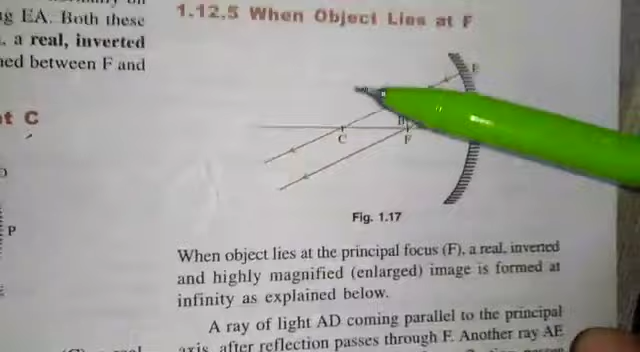 g EA. Both these
. a real, inverted
ned between F and
at C
P
1.12.5 When Object Lies at F
E
C
F
Fig. 1.17
When object lies at the principal focus (F), a real, inverted
and highly magnified (enlarged) image is formed at
infinity as explained below.
A ray of light AD coming parallel to the principal
axis, after reflection passes through F. Another ray AE